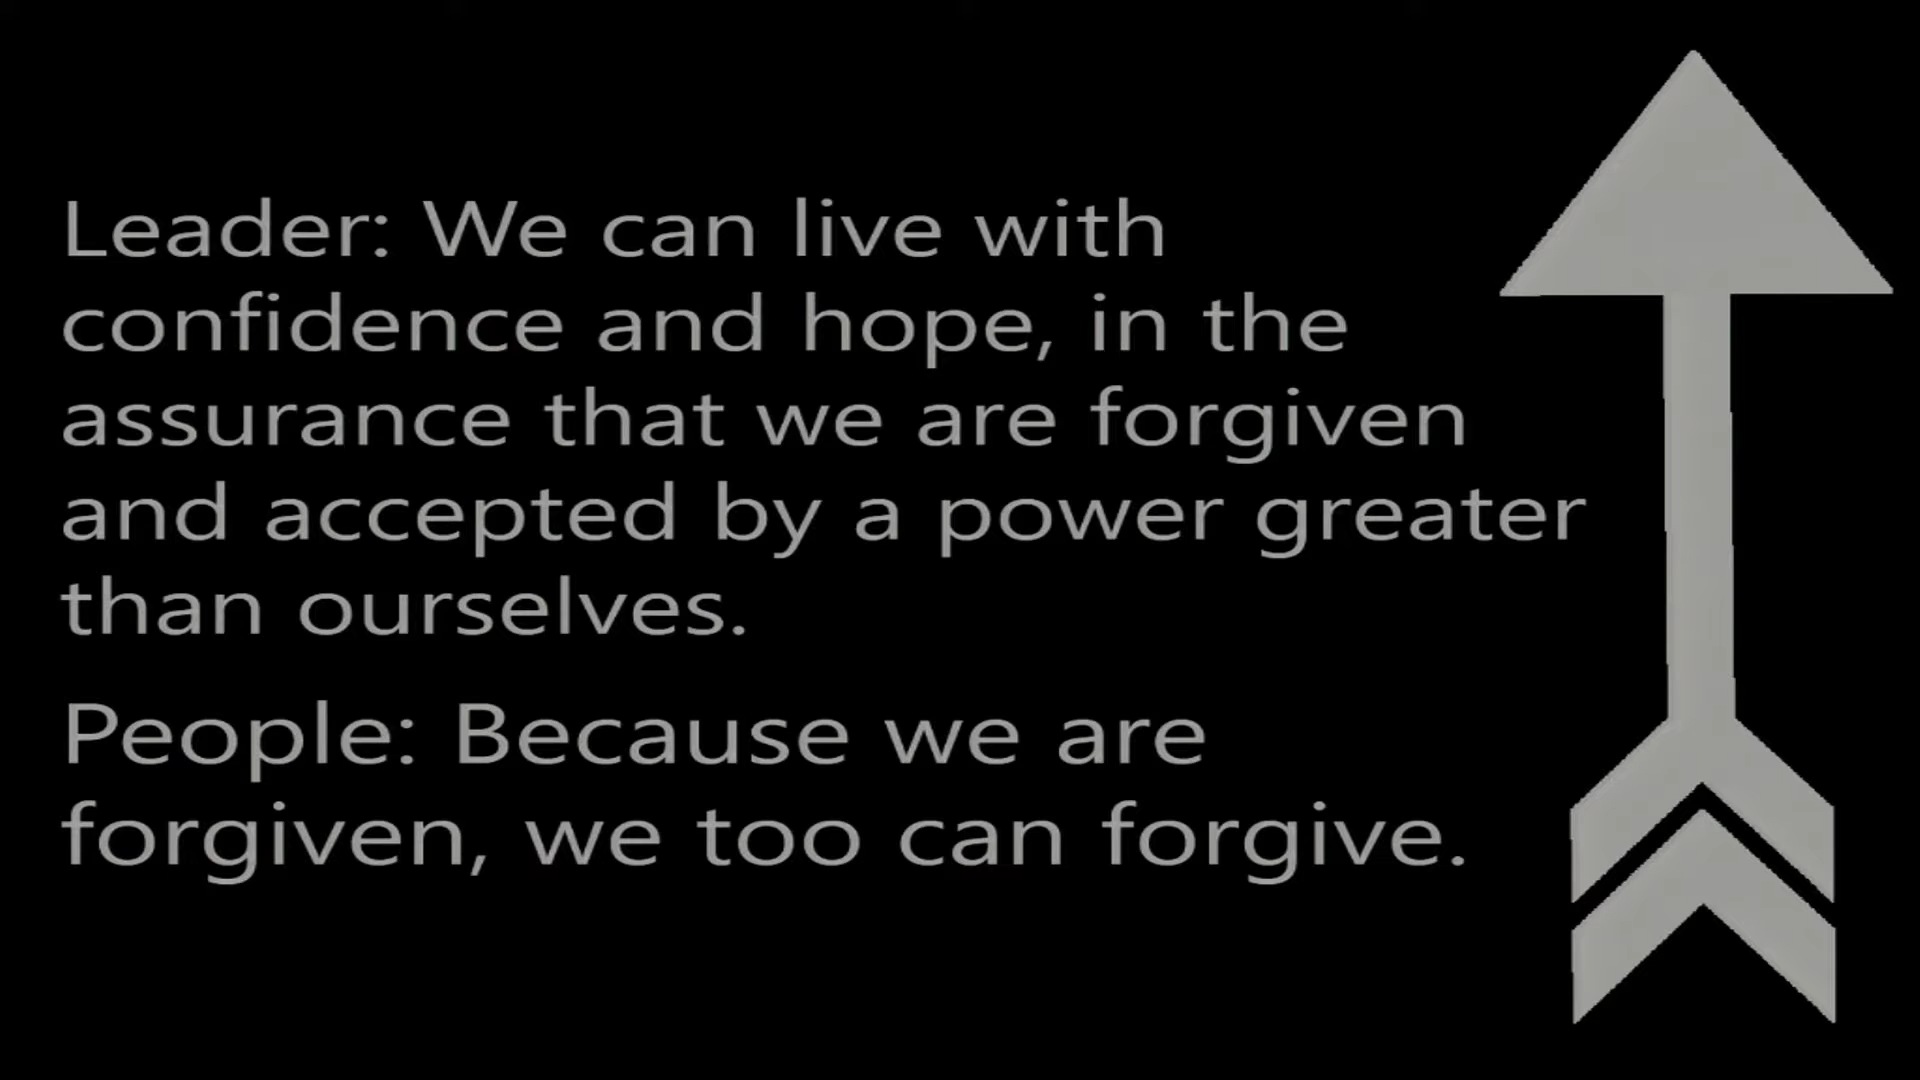 Leader: We can live with
confidence and hope, in the
assurance that we are forgiven
and accepted by a power greater
than ourselves.
People: Because we are
forgiven, we too can forgive.